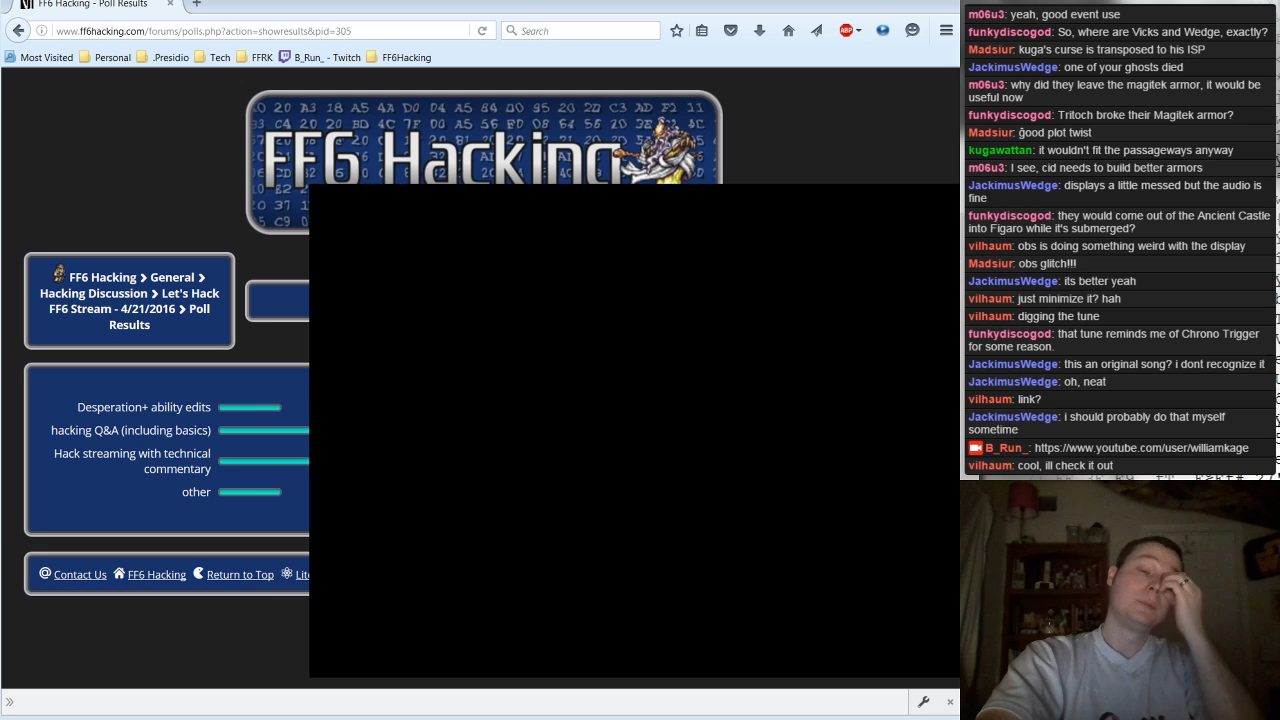 FF6 Hacking - Poll Results
www.ff6hacking.com/forums/polls.php?action=showresults&pid=305
Search
Most Visited
Personal
.Presidio
Tech
FFRK
B_Run_ - Twitch
FF6Hacking
FF6 Hacking
FF6 Hacking › General ›
Hacking Discussion › Let's Hack
FF6 Stream - 4/21/2016 › Poll
Results
Desperation+ ability edits
hacking Q&A (including basics)
Hack streaming with technical
commentary
other
Contact Us
FF6 Hacking
Return to Top
m06u3: yeah, good event use
funkydiscogod: So, where are Vicks and Wedge, exactly?
Madsiur: kuga's curse is transposed to his ISP
JackimusWedge: one of your ghosts died
m06u3: why did they leave the magitek armor, it would be
useful now
funkydiscogod: Tritoch broke their Magitek armor?
Madsiur: good plot twist
kugawattan: it wouldn't fit the passageways anyway
m06u3: I see, cid needs to build better armors
JackimusWedge: displays a little messed but the audio is
fine
funkydiscogod: they would come out of the Ancient Castle
into Figaro while it's submerged?
vilhaum: obs is doing something weird with the display
Madsiur: obs glitch!!!
JackimusWedge: its better yeah
vilhaum: just minimize it? hah
vilhaum: digging the tune
funkydiscogod: that tune reminds me of Chrono Trigger
for some reason.
JackimusWedge: this an original song? i dont recognize it
JackimusWedge: oh, neat
vilhaum: link?
JackimusWedge: i should probably do that myself
sometime
B_Run_: https://www.youtube.com/user/williamkage
vilhaum: cool, ill check it out